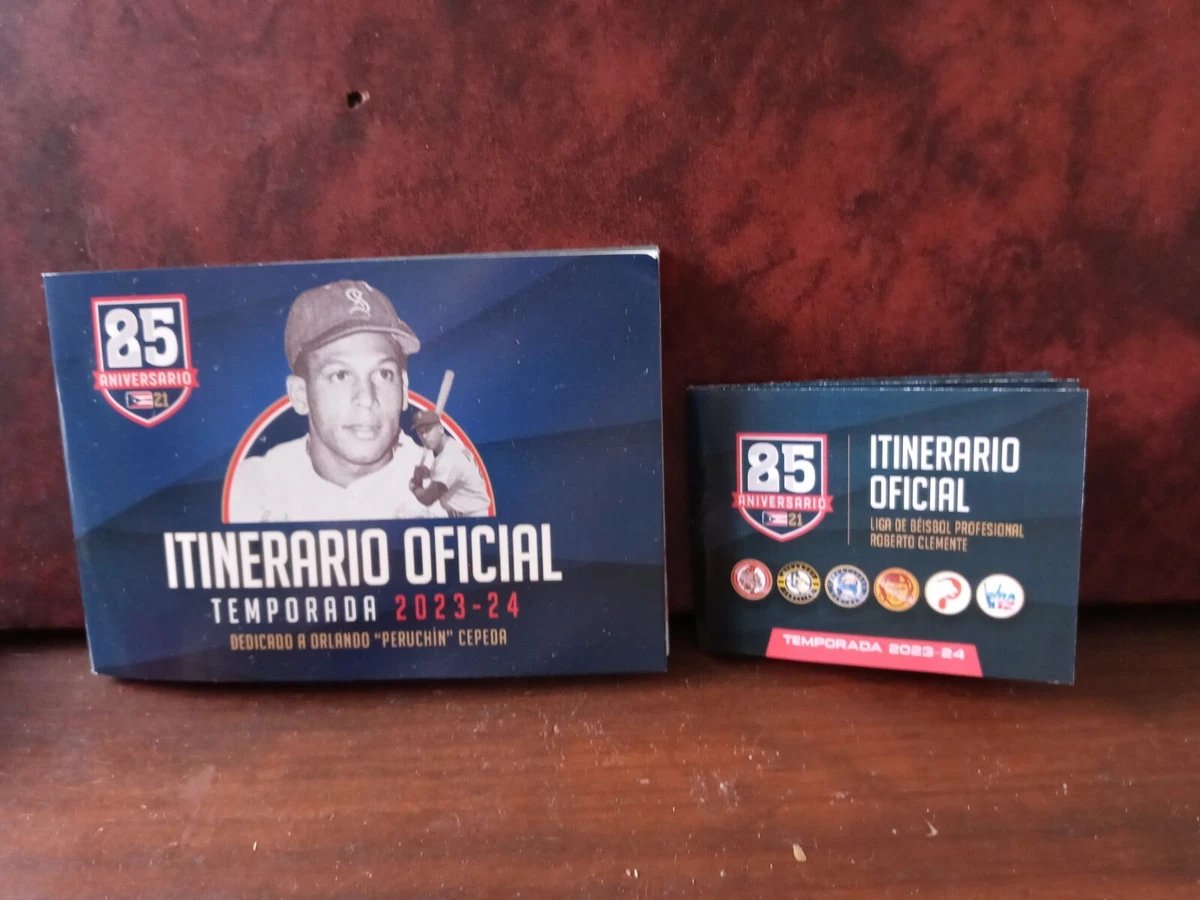 85
ANIVERSARIO
21
S
ITINERARIO OFICIAL
TEMPORADA 2023-24
DEDICADO A ORLANDO "PERUCHÍN" CEPEDA
85
ANIVERSARIO
21
ITINERARIO
OFICIAL
LIGA DE BÉISBOL PROFESIONAL
ROBERTO CLEMENTE
TEMPORADA 2023-24